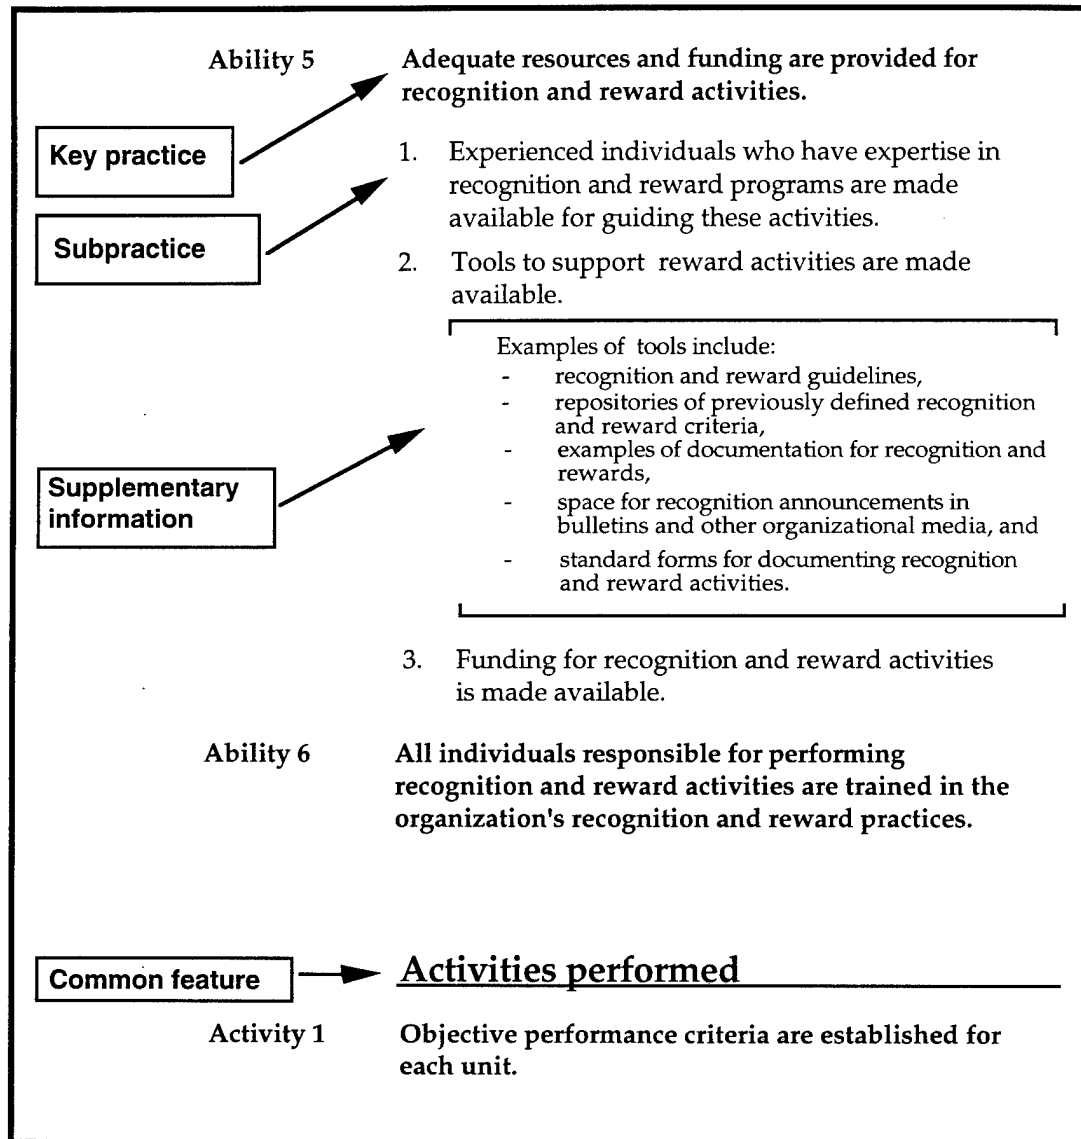 Ability 5 Adequate resources and funding are provided for
recognition and reward activities.
Key practice
1. Experienced individuals who have expertise in
recognition and reward programs are made
available for guiding these activities.
Subpractice
2. Tools to support reward activities are made
available.
Examples of tools include:
- recognition and reward guidelines,
- repositories of previously defined recognition
and reward criteria,
- examples of documentation for recognition and
rewards,
Supplementary
information
- space for recognition announcements in
bulletins and other organizational media, and
- standard forms for documenting recognition
and reward activities.
3. Funding for recognition and reward activities
is made available.
Ability 6 All individuals responsible for performing
recognition and reward activities are trained in the
organization's recognition and reward practices.
Common feature Activities performed
Activity 1 Objective performance criteria are established for
each unit.